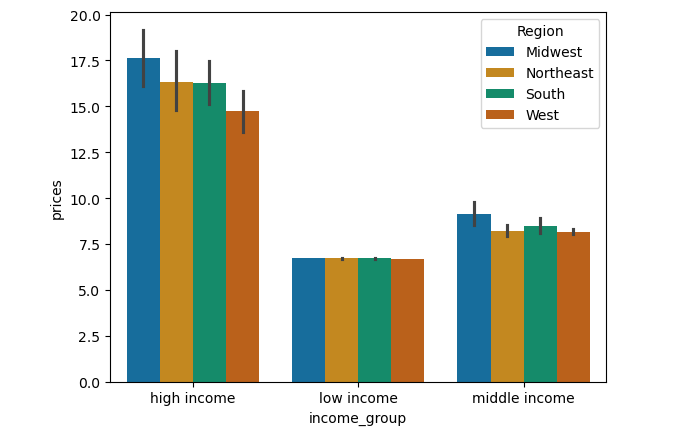 20.0
17.5
15.0
12.5
10.0
7.5
5.0
2.5
0.0
prices
Region
Midwest
Northeast
South
West
high income
low income
middle income
income_group